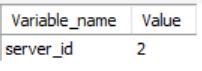 Variable_name Value
server_id 2